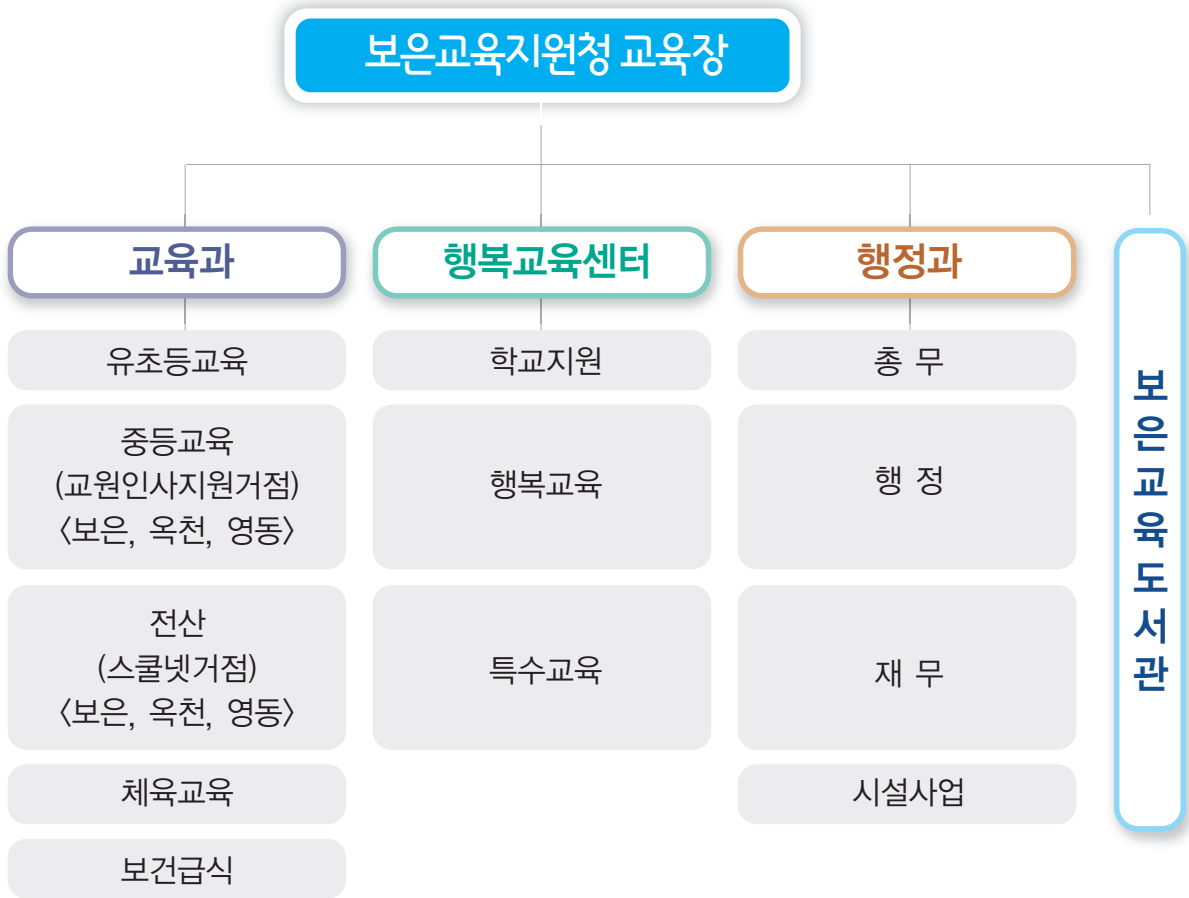 보은교육지원청 교육장
교육과
유초등교육
중등교육
(교원인사지원거점)
〈보은, 옥천, 영동〉
전산
(스쿨넷거점)
〈보은, 옥천, 영동〉
체육교육
보건급식
행복교육센터
학교지원
행복교육
특수교육
행정과
총 무
행 정
재 무
시설사업
보은교육도서관